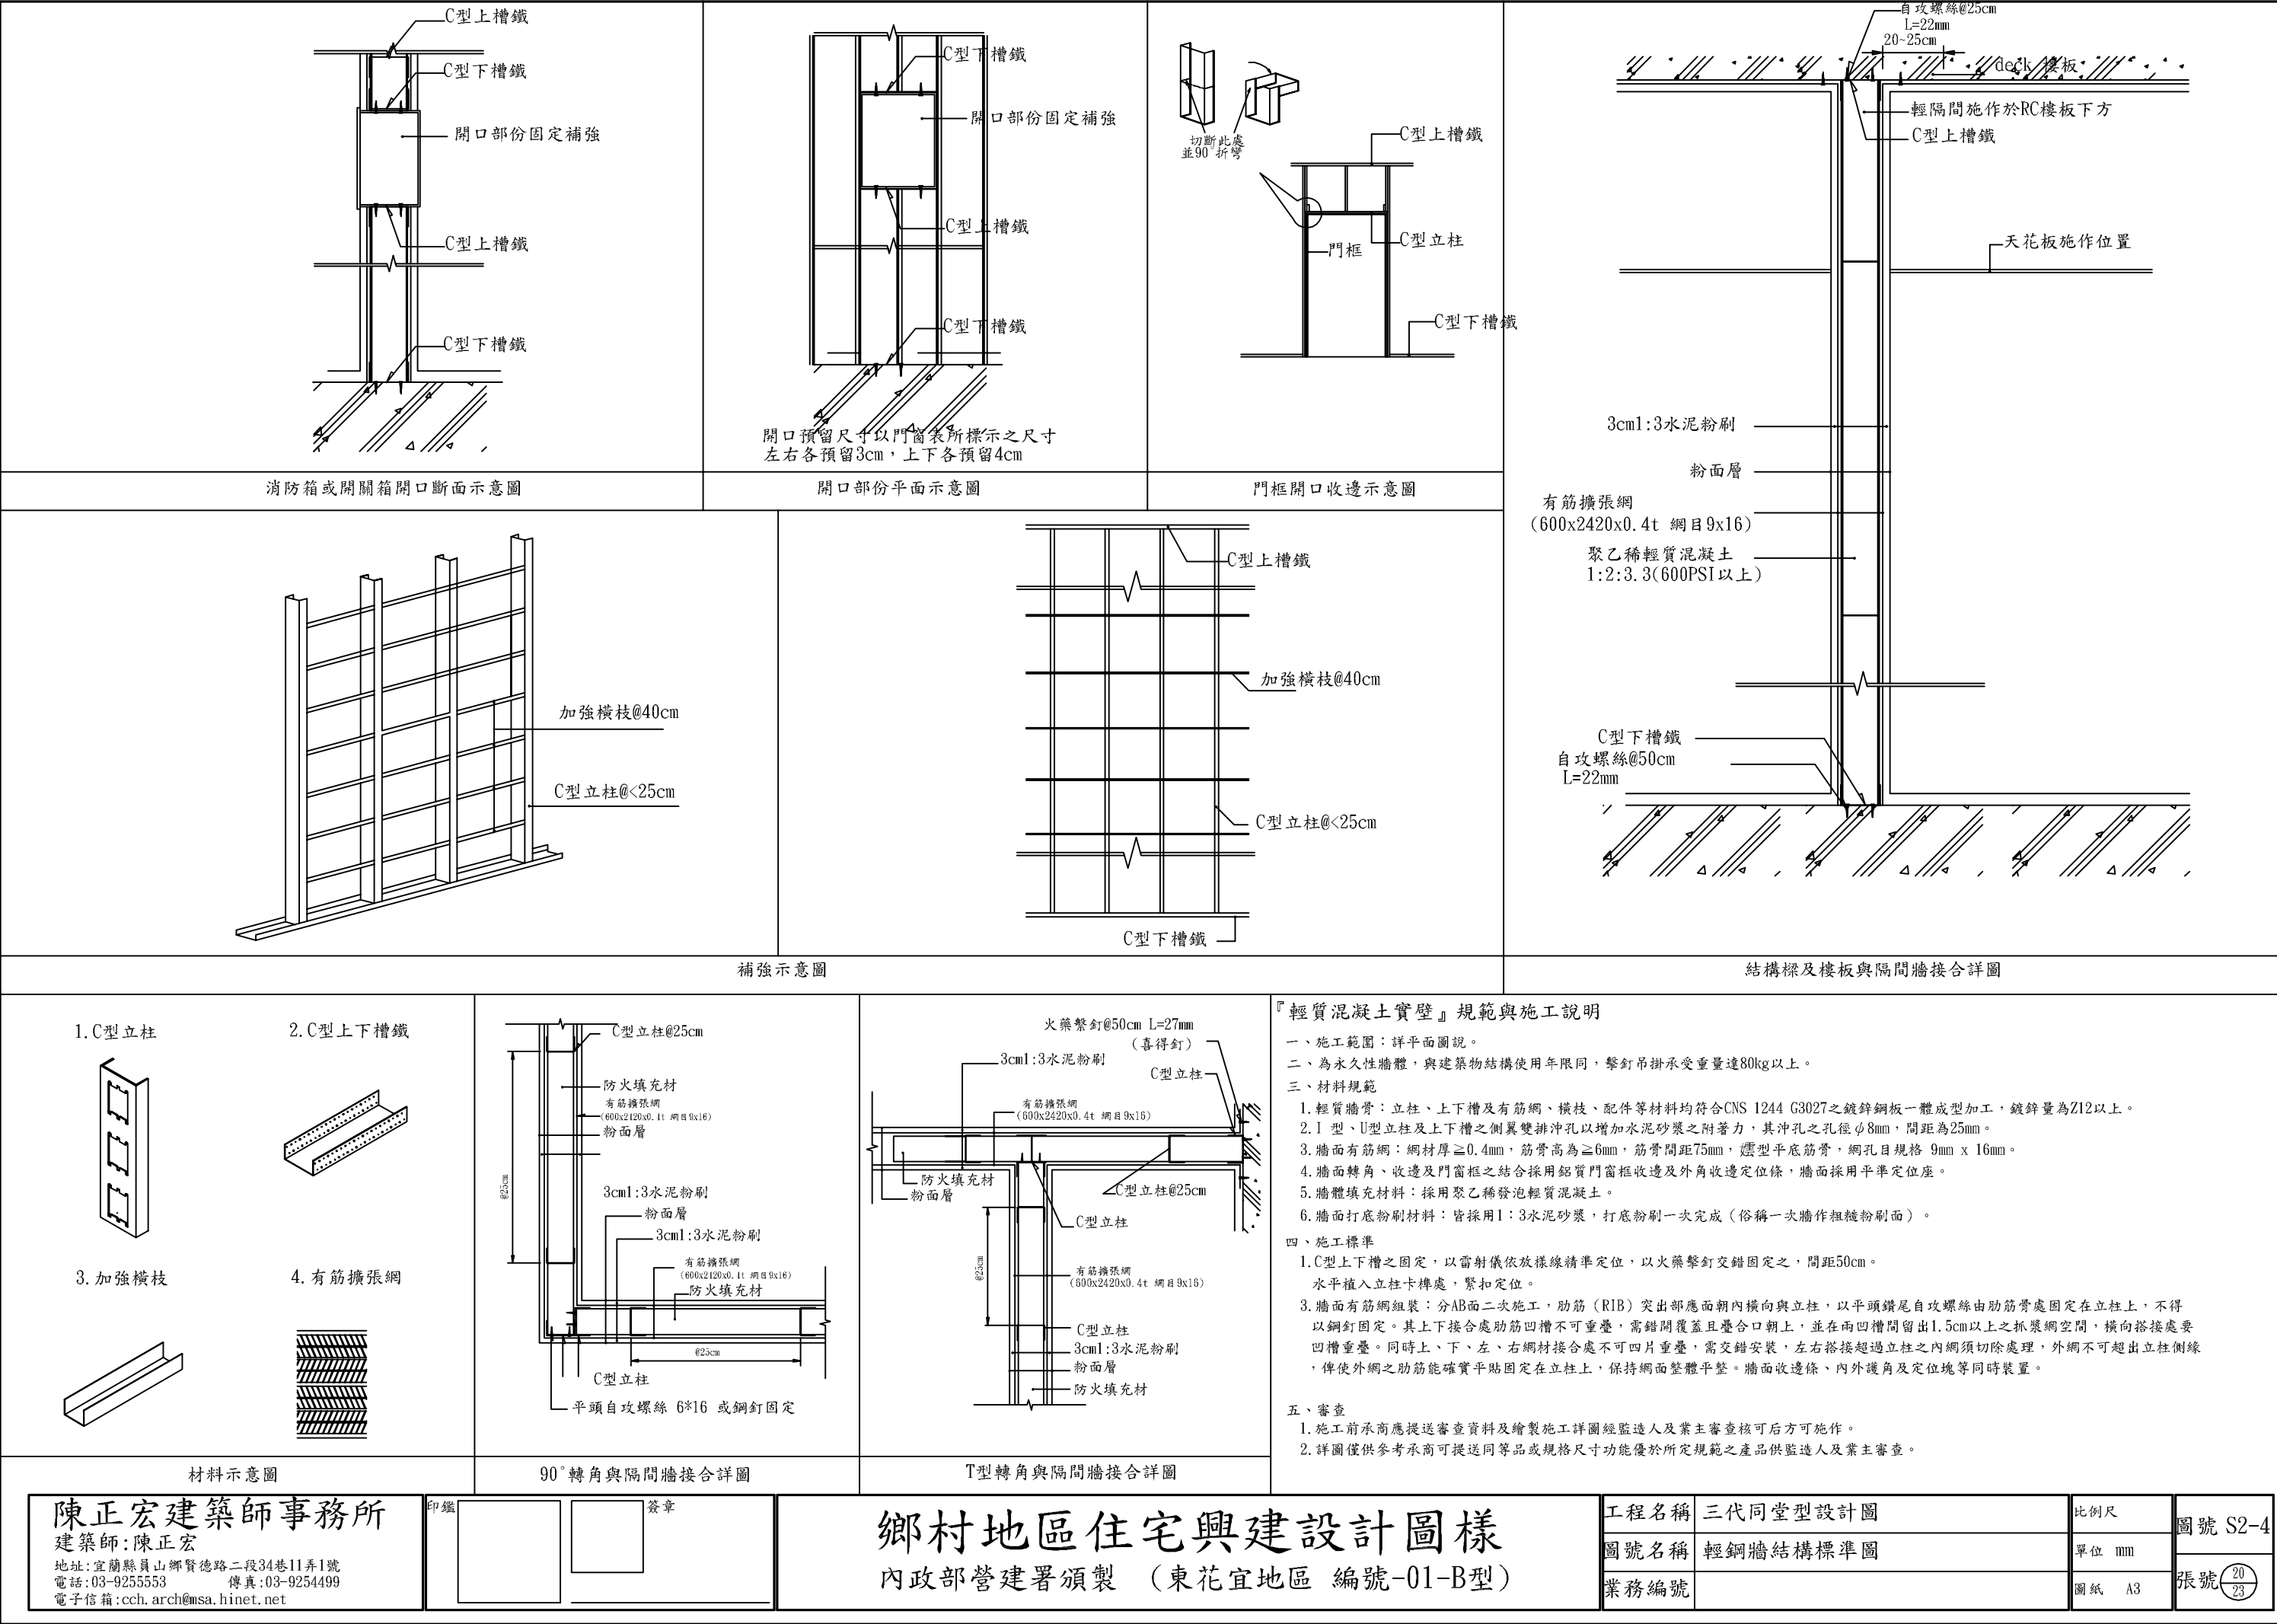 C型上槽鐵
C型下槽鐵
開口部份固定補強
C型上槽鐵
C型下槽鐵
消防箱或開關箱開口斷面示意圖
C型下槽鐵
開口部份固定補強
C型上槽鐵
C型下槽鐵
開口預留尺寸以門窗表所標示之尺寸
左右各預留3cm，上下各預留4cm
開口部份平面示意圖
切斷此處
並90°折彎
C型上槽鐵
C型立柱
門框
C型下槽鐵
門框開口收邊示意圖
自攻螺絲@25cm
L=22mm
20~25cm
deck 樓板
輕隔間施作於RC樓板下方
C型上槽鐵
天花板施作位置
3cm1:3水泥粉刷
粉面層
有筋擴張網
(600x2420x0.4t 網目9x16)
聚乙稀輕質混凝土
1:2:3.3(600PSI以上)
C型下槽鐵
自攻螺絲@50cm
L=22mm
結構樑及樓板與隔間牆接合詳圖
加強橫枝@40cm
C型立柱@<25cm
C型上槽鐵
加強橫枝@40cm
C型立柱@<25cm
C型下槽鐵
補強示意圖
1.C型立柱
2.C型上下槽鐵
3.加強橫枝
4.有筋擴張網
材料示意圖
C型立柱@25cm
防火填充材
有筋擴張網
(600x2420x0.4t 網目9x16)
粉面層
@25cm
3cm1:3水泥粉刷
粉面層
3cm1:3水泥粉刷
有筋擴張網
(600x2420x0.4t 網目9x16)
防火填充材
@25cm
C型立柱
平頭自攻螺絲 6*16 或鋼釘固定
90°轉角與隔間牆接合詳圖
火藥擊釘@50cm L=27mm
(喜得釘)
3cm1:3水泥粉刷
C型立柱
有筋擴張網
(600x2420x0.4t 網目9x16)
防火填充材
粉面層
C型立柱@25cm
C型立柱
@25cm
有筋擴張網
(600x2420x0.4t 網目9x16)
C型立柱
3cm1:3水泥粉刷
粉面層
防火填充材
T型轉角與隔間牆接合詳圖
『輕質混凝土實壁』規範與施工說明
一、施工範圍：詳平面圖說。
二、為永久性牆體，與建築物結構使用年限同，擊釘吊掛承受重量達80kg以上。
三、材料規範
1.輕質牆骨：立柱、上下槽及有筋網、橫枝、配件等材料均符合CNS 1244 G3027之鍍鋅鋼板一體成型加工，鍍鋅量為Z12以上。
2.I 型、U型立柱及上下槽之側翼雙排沖孔以增加水泥砂漿之附著力，其沖孔之孔徑φ8mm，間距為25mm。
3.牆面有筋網：網材厚≧0.4mm，筋骨高為≧6mm，筋骨間距75mm，型平底筋骨，網孔目規格 9mm x 16mm。
4.牆面轉角、收邊及門窗框之結合採用鋁質門窗框收邊及外角收邊定位條，牆面採用平準定位座。
5.牆體填充材料：採用聚乙稀發泡輕質混凝土。
6.牆面打底粉刷材料：皆採用1：3水泥砂漿，打底粉刷一次完成（俗稱一次牆作粗糙粉刷面）。
四、施工標準
1.C型上下槽之固定，以雷射儀依放樣線精準定位，以火藥擊釘交錯固定之，間距50cm。
水平植入立柱卡榫處，緊扣定位。
3.牆面有筋網組裝：分AB面二次施工，肋筋（RIB）突出部應面朝內橫向與立柱，以平頭鑽尾自攻螺絲由肋筋骨處固定在立柱上，不得
以鋼釘固定。其上下接合處肋筋凹槽不可重疊，需錯開覆蓋且疊合口朝上，並在兩凹槽間留出1.5cm以上之抓漿網空間，橫向搭接處要
凹槽重疊。同時上、下、左、右網材接合處不可四片重疊，需交錯安裝，左右搭接超過立柱之內網須切除處理，外網不可超出立柱側緣
，俾使外網之肋筋能確實平貼固定在立柱上，保持網面整體平整。牆面收邊條、內外護角及定位塊等同時裝置。
五、審查
1.施工前承商應提送審查資料及繪製施工詳圖經監造人及業主審查核可后方可施作。
2.詳圖僅供參考承商可提送同等品或規格尺寸功能優於所定規範之產品供監造人及業主審查。
陳正宏建築師事務所
建築師:陳正宏
地址:宜蘭縣員山鄉賢德路二段34巷11弄1號
電話:03-9255553 傳真:03-9254499
電子信箱:cch.arch@msa.hinet.net
印鑑
簽章
鄉村地區住宅興建設計圖樣
內政部營建署頒製 （東花宜地區 編號-01-B型）
工程名稱 三代同堂型設計圖
圖號名稱 輕鋼牆結構標準圖
業務編號
比例尺
單位 mm
圖紙 A3
圖號 S2-4
張號 20/23